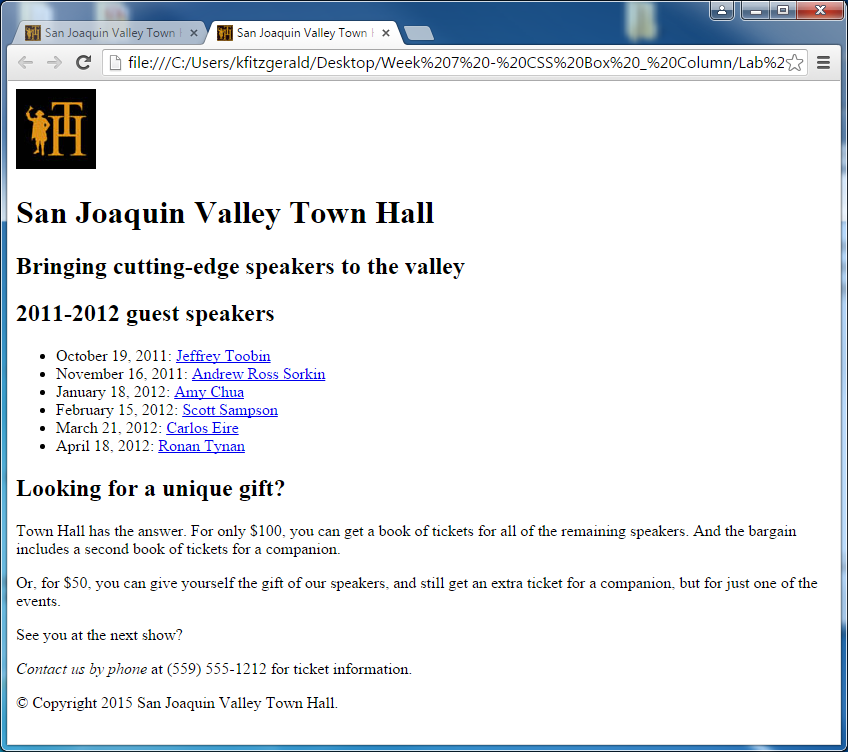 San Joaquin Valley Town
San Joaquin Valley Town
file:///C:/Users/kfitzgerald/Desktop/Week%207%20-%20CSS%20Box%20_%20Column/Lab%2
TH
San Joaquin Valley Town Hall
Bringing cutting-edge speakers to the valley
2011-2012 guest speakers
• October 19, 2011: Jeffrey Toobin
• November 16, 2011: Andrew Ross Sorkin
• January 18, 2012: Amy Chua
• February 15, 2012: Scott Sampson
• March 21, 2012: Carlos Eire
• April 18, 2012: Ronan Tynan
Looking for a unique gift?
Town Hall has the answer. For only $100, you can get a book of tickets for all of the remaining speakers. And the bargain
includes a second book of tickets for a companion.
Or, for $50, you can give yourself the gift of our speakers, and still get an extra ticket for a companion, but for just one of the
events.
See you at the next show?
Contact us by phone at (559) 555-1212 for ticket information.
© Copyright 2015 San Joaquin Valley Town Hall.